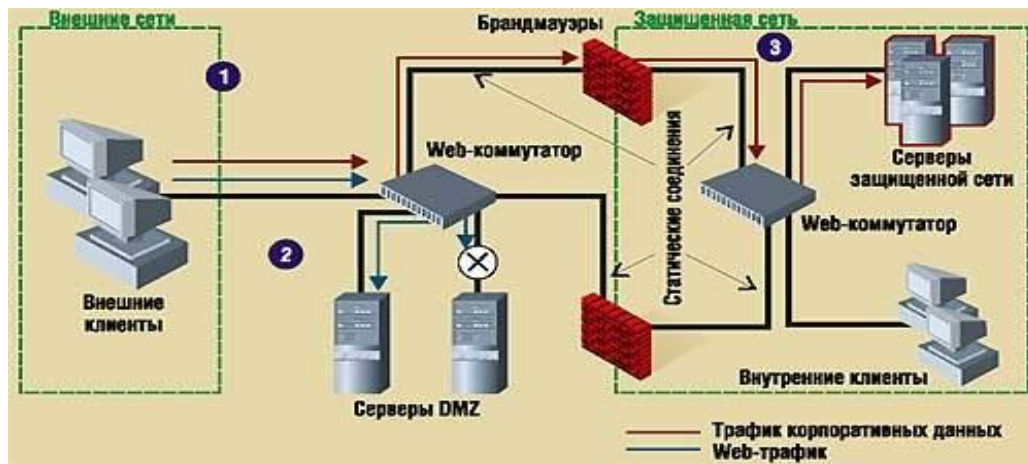 Внешние сети
Брандмауэры
Защищенная сеть
1
3
Web-коммутатор
Серверы
защищенной сети
Статические соединения
Web-коммутатор
2
Внешние
клиенты
Серверы DMZ
Внутренние клиенты
Трафик корпоративных данных
Web-трафик